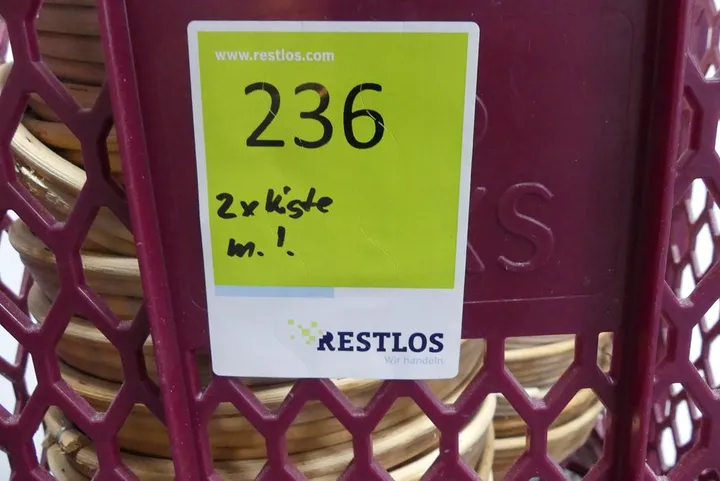 www.restlos.com
236
2x Kiste
m. !.
RESTLOS
Wir handeln.